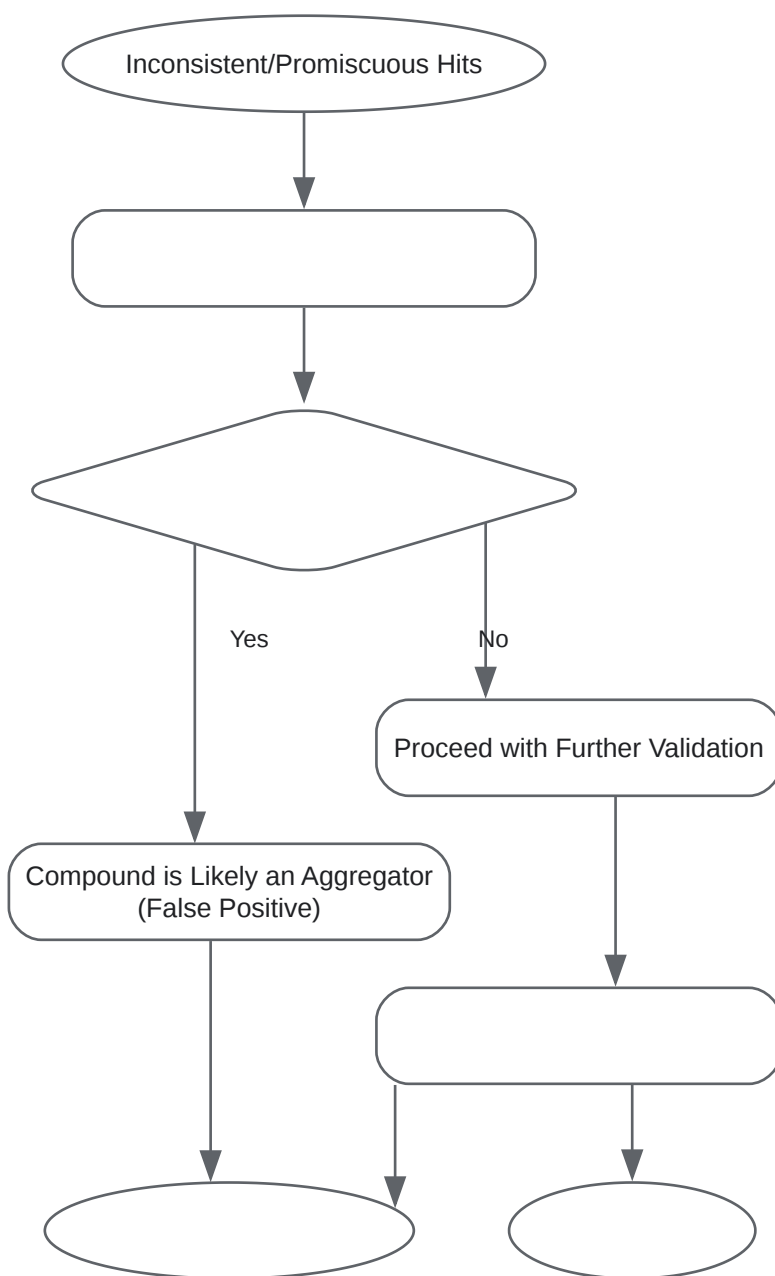 Inconsistent/Promiscuous Hits
Yes
No
Proceed with Further Validation
Compound is Likely an Aggregator
(False Positive)